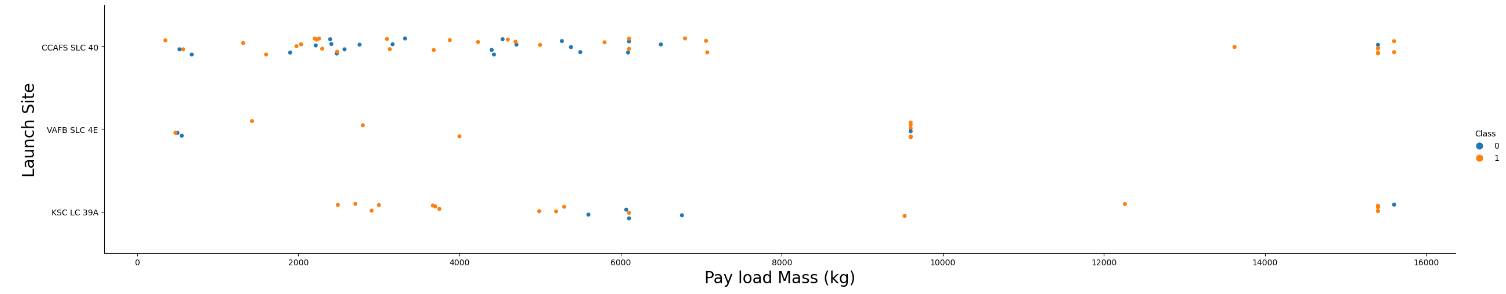 CCAFS SLC 40
VAFB SLC 4E
KSC LC 39A
Launch Site
0 2000 4000 6000 8000 10000 12000 14000 16000
Pay load Mass (kg)
Class
0
1